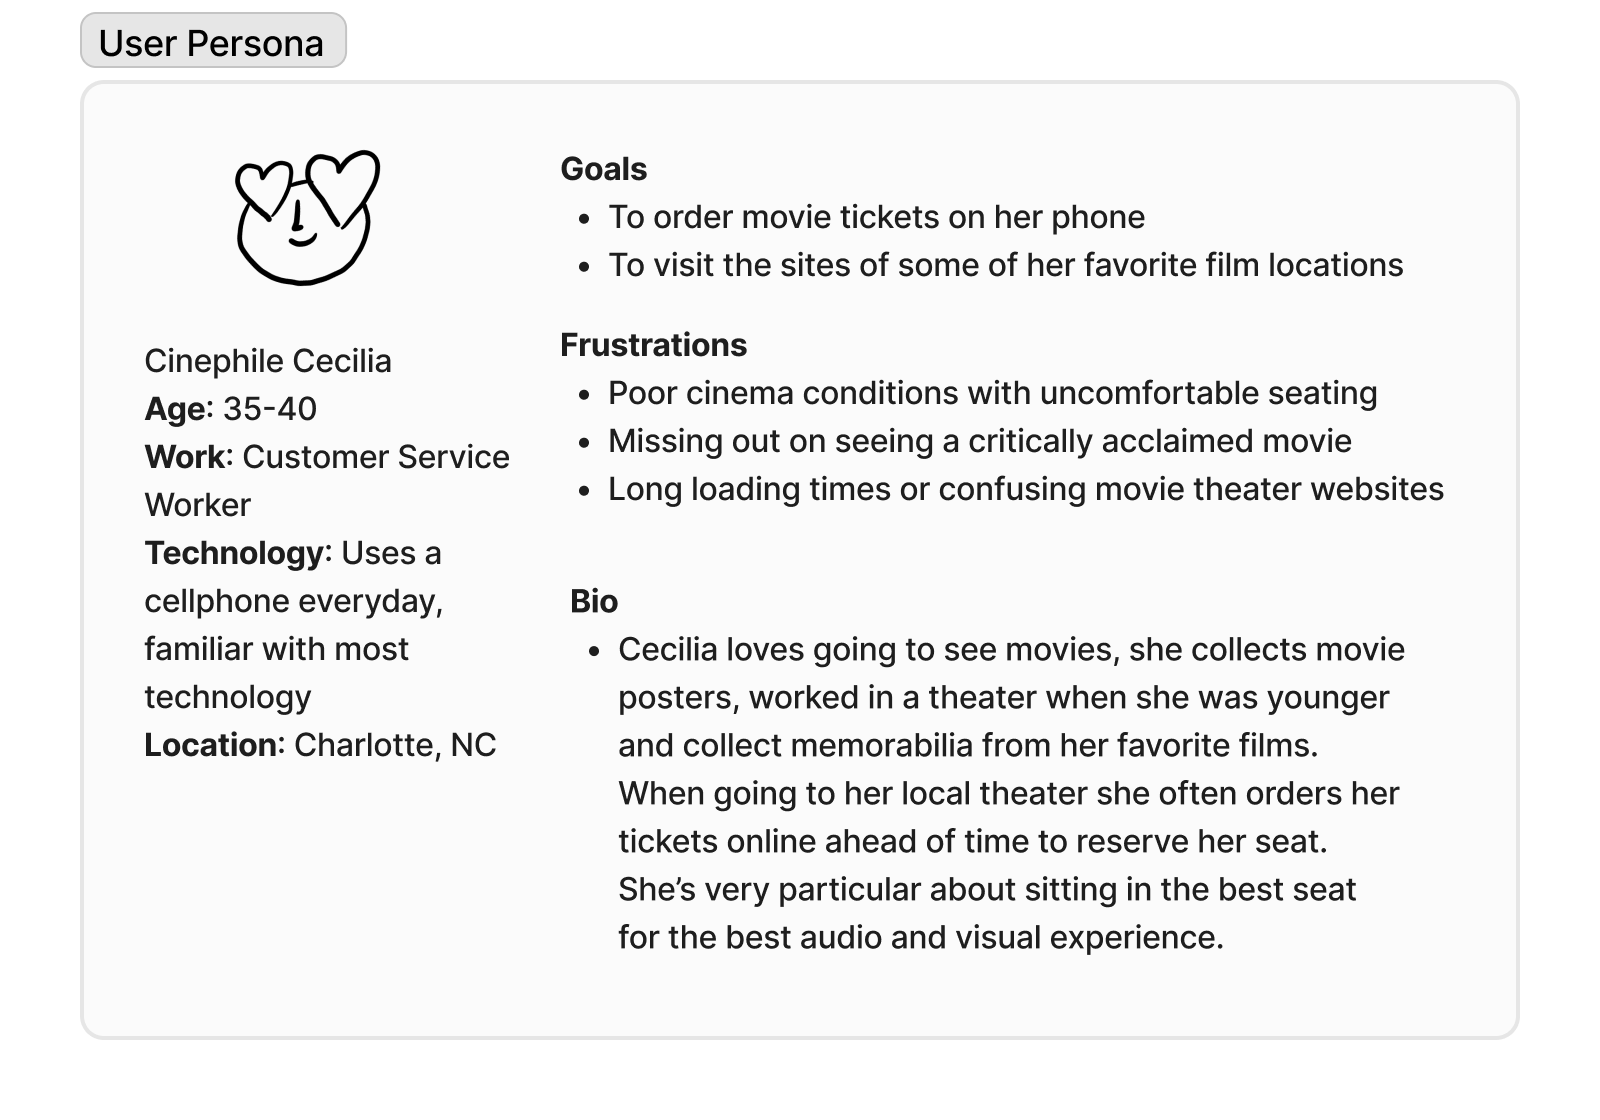 User Persona
Cinephile Cecilia
Age: 35-40
Work: Customer Service
Worker
Technology: Uses a
cellphone everyday,
familiar with most
technology
Location: Charlotte, NC
Goals
• To order movie tickets on her phone
• To visit the sites of some of her favorite film locations
Frustrations
• Poor cinema conditions with uncomfortable seating
• Missing out on seeing a critically acclaimed movie
• Long loading times or confusing movie theater websites
Bio
• Cecilia loves going to see movies, she collects movie
posters, worked in a theater when she was younger
and collect memorabilia from her favorite films.
When going to her local theater she often orders her
tickets online ahead of time to reserve her seat.
She’s very particular about sitting in the best seat
for the best audio and visual experience.